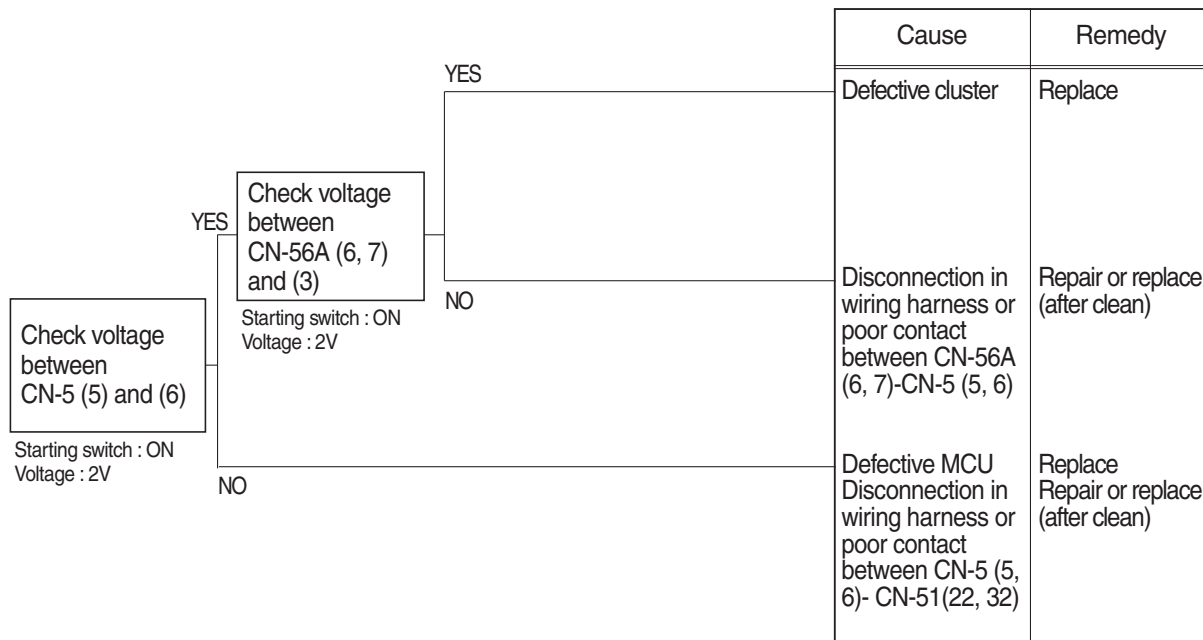 Cause
Remedy
YES
Defective cluster
Replace
Check voltage
between
CN-56A (6, 7)
and (3)
YES
Starting switch : ON
Voltage : 2V
NO
Disconnection in
wiring harness or
poor contact
between CN-56A
(6, 7)-CN-5 (5, 6)
Repair or replace
(after clean)
Check voltage
between
CN-5 (5) and (6)
Starting switch : ON
Voltage : 2V
NO
Defective MCU
Disconnection in
wiring harness or
poor contact
between CN-5 (5,
6)- CN-51(22, 32)
Replace
Repair or replace
(after clean)